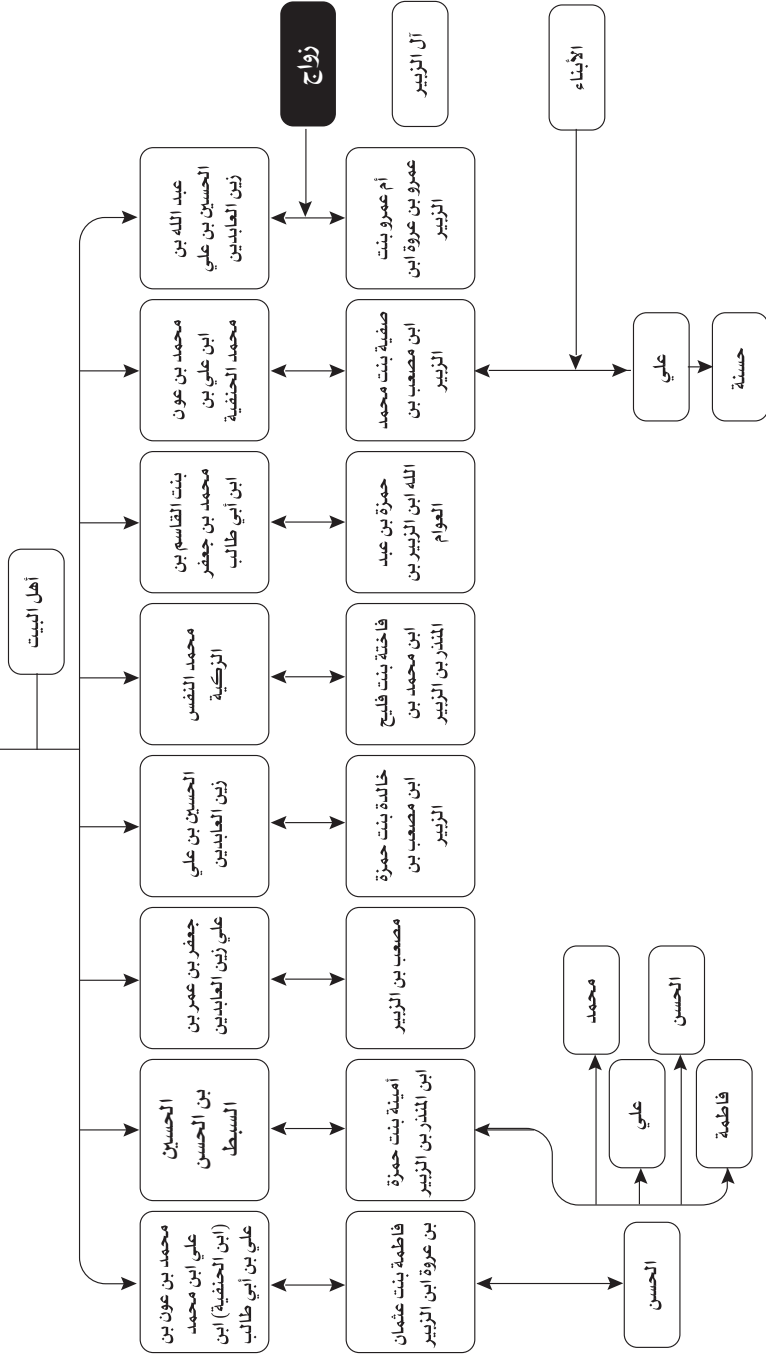 أهل البيت
زواج
آل الزبير
الأبناء
عبد الله بن
الحسين بن علي
زين العابدين
محمد بن عون
ابن علي بن
محمد الحنفية
بنت القاسم بن
محمد بن جعفر
ابن أبي طالب
محمد النفس
الزكية
الحسين بن علي
زين العابدين
جعفر بن عمر بن
علي زين العابدين
الحسين
بن الحسن
السبط
محمد بن عون بن
علي ابن محمد
(ابن الحنفية) ابن
علي بن أبي طالب
أم عمرو بنت
عمرو بن عروة ابن
الزبير
صفية بنت محمد
ابن مصعب بن
الزبير
حمزة بن عبد
الله ابن الزبير بن
العوام
فاختة بنت فليح
ابن محمد بن
المنذر بن الزبير
خالدة بنت حمزة
ابن مصعب بن
الزبير
مصعب بن الزبير
أمينة بنت حمزة
ابن المنذر بن الزبير
فاطمة بنت عثمان
بن عروة ابن الزبير
علي
حسنة
محمد
علي
الحسن
فاطمة
الحسن